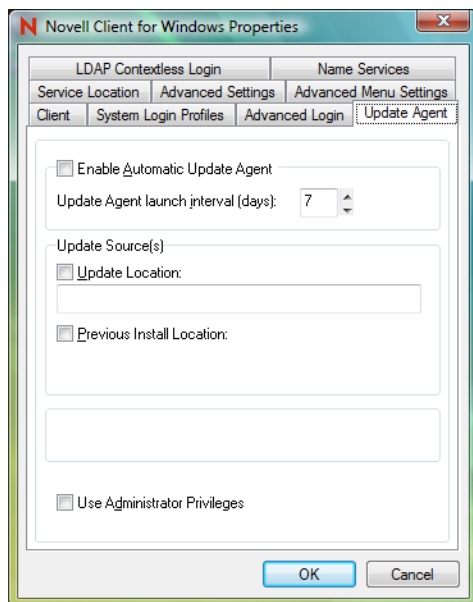 Novell Client for Windows Properties
LDAP Contextless Login Name Services
Service Location Advanced Settings Advanced Menu Settings
Client System Login Profiles Advanced Login Update Agent
Enable Automatic Update Agent
Update Agent launch interval (days): 7
Update Source(s)
Update Location:
Previous Install Location:
Use Administrator Privileges
OK Cancel